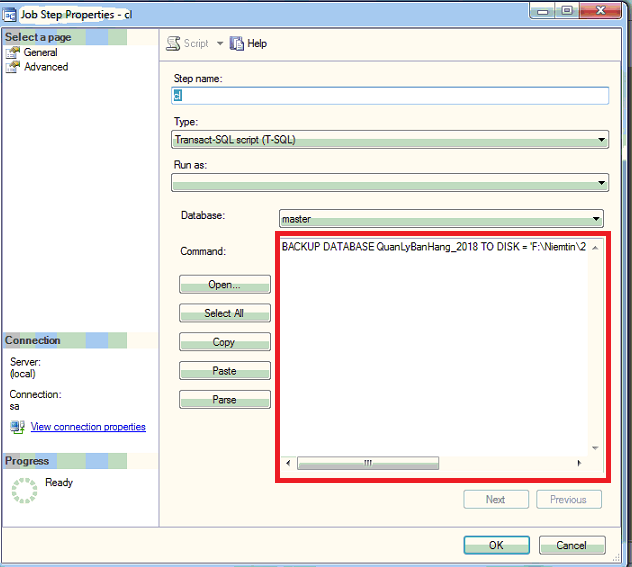 Job Step Properties - cl
Select a page
General
Advanced
Script
Help
Step name:
cl
Type:
Transact-SQL script (T-SQL)
Run as:
Database:
master
Command:
BACKUP DATABASE QuanLyBanHang_2018 TO DISK = 'F:\Niemtin\2
Open...
Select All
Copy
Paste
Parse
Connection
Server:
(local)
Connection:
sa
View connection properties
Progress
Ready
Next
Previous
OK
Cancel